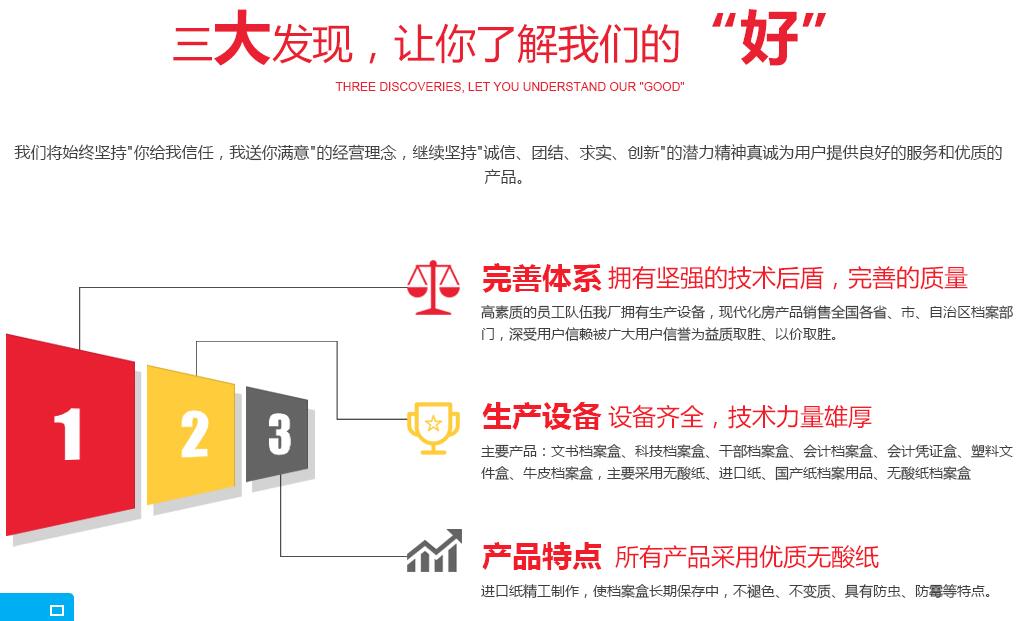 三大发现，让你了解我们的“好”
THREE DISCOVERIES, LET YOU UNDERSTAND OUR "GOOD"
我们将始终坚持"你给我信任，我送你满意"的经营理念，继续坚持"诚信、团结、求实、创新"的潜力精神真诚为用户提供良好的服务和优质的
产品。
完善体系 拥有坚强的技术后盾，完善的质量
高素质的员工队伍我厂拥有生产设备，现代化房产品销售全国各省、市、自治区档案部
门，深受用户信赖被广大用户信誉为益质取胜、以价取胜。
1
2
3
生产设备 设备齐全，技术力量雄厚
主要产品：文书档案盒、科技档案盒、干部档案盒、会计档案盒、会计凭证盒、塑料文
件盒、牛皮档案盒，主要采用无酸纸、进口纸、国产纸档案用品、无酸纸档案盒
产品特点 所有产品采用优质无酸纸
进口纸精工制作，使档案盒长期保存中，不褪色、不变质、具有防虫、防霉等特点。